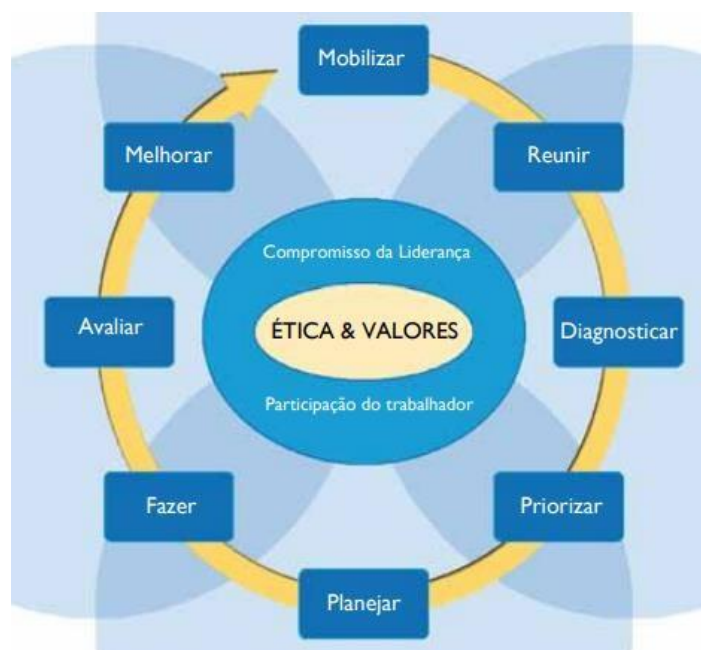 Mobilizar
Reunir
Diagnosticar
Priorizar
Planejar
Fazer
Avaliar
Melhorar
Compromisso da Liderança
ÉTICA & VALORES
Participação do trabalhador